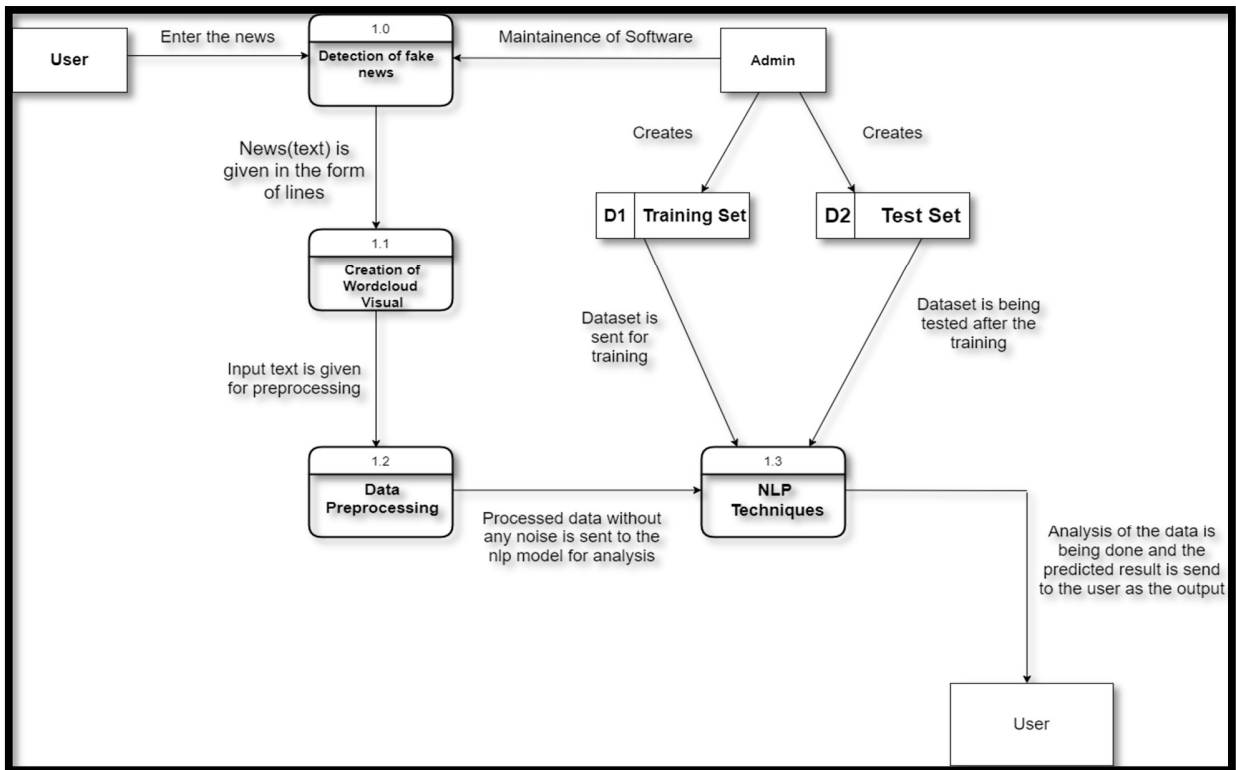 User
Enter the news
1.0
Detection of fake
news
Maintainence of Software
Admin
News(text) is
given in the form
of lines
Creates
Creates
D1 Training Set
D2 Test Set
1.1
Creation of
Wordcloud
Visual
Dataset is
sent for
training
Dataset is being
tested after the
training
Input text is given
for preprocessing
1.2
Data
Preprocessing
Processed data without
any noise is sent to the
nlp model for analysis
1.3
NLP
Techniques
Analysis of the data is
being done and the
predicted result is send
to the user as the output
User